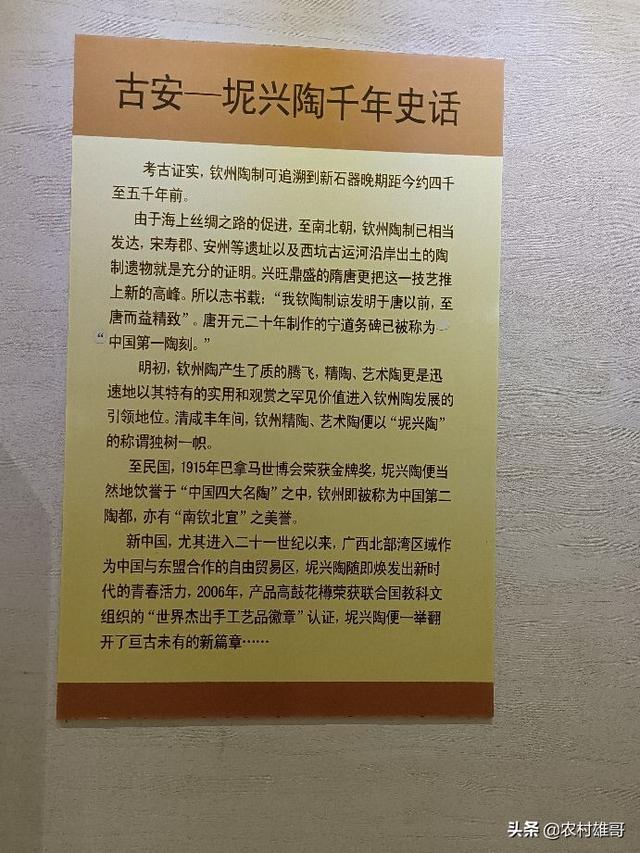 古安—坭兴陶千年史话
考古证实，钦州陶制可追溯到新石器晚期距今约四千
至五千年前。
由于海上丝绸之路的促进，至南北朝，钦州陶制已相当
发达，宋寿郡、安州等遗址以及西坑古运河沿岸出土的陶
制遗物就是充分的证明。兴旺鼎盛的隋唐更把这一技艺推
上新的高峰。所以志书载：“我钦陶制谅发明于唐以前，至
唐而益精致”。唐开元二十年制作的宁道务碑已被称为
“中国第一陶刻。”
明初，钦州陶产生了质的腾飞，精陶、艺术陶更是迅
速地以其特有的实用和观赏之罕见价值进入钦州陶发展的
引领地位。清咸丰年间，钦州精陶、艺术陶便以“坭兴陶”
的称谓独树一帜。
至民国，1915年巴拿马世博会荣获金牌奖，坭兴陶便当
然地饮誉于“中国四大名陶”之中，钦州即被称为中国第二
陶都，亦有“南钦北宜”之美誉。
新中国，尤其进入二十一世纪以来，广西北部湾区域作
为中国与东盟合作的自由贸易区，坭兴陶随即焕发出新时
代的青春活力，2006年，产品高鼓花樽荣获联合国教科文
组织的“世界杰出手工艺品徽章”认证，坭兴陶便一举翻
开了亘古未有的新篇章……
头条 @农村雄哥